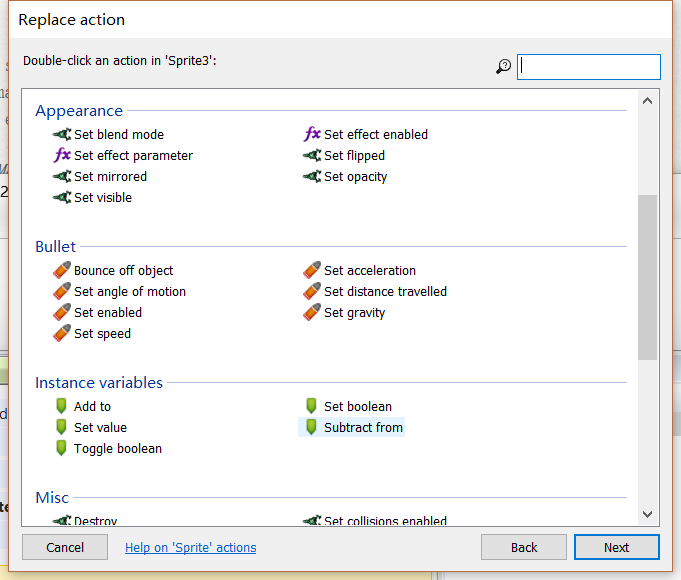 Replace action
Double-click an action in 'Sprite3':
Appearance
Set blend mode
Set effect enabled
Set effect parameter
Set flipped
Set mirrored
Set opacity
Set visible
Bullet
Bounce off object
Set acceleration
Set angle of motion
Set distance travelled
Set enabled
Set gravity
Set speed
Instance variables
Add to
Set boolean
Set value
Subtract from
Toggle boolean
Misc
Destroy
Set collisions enabled
Cancel
Help on 'Sprite' actions
Back
Next